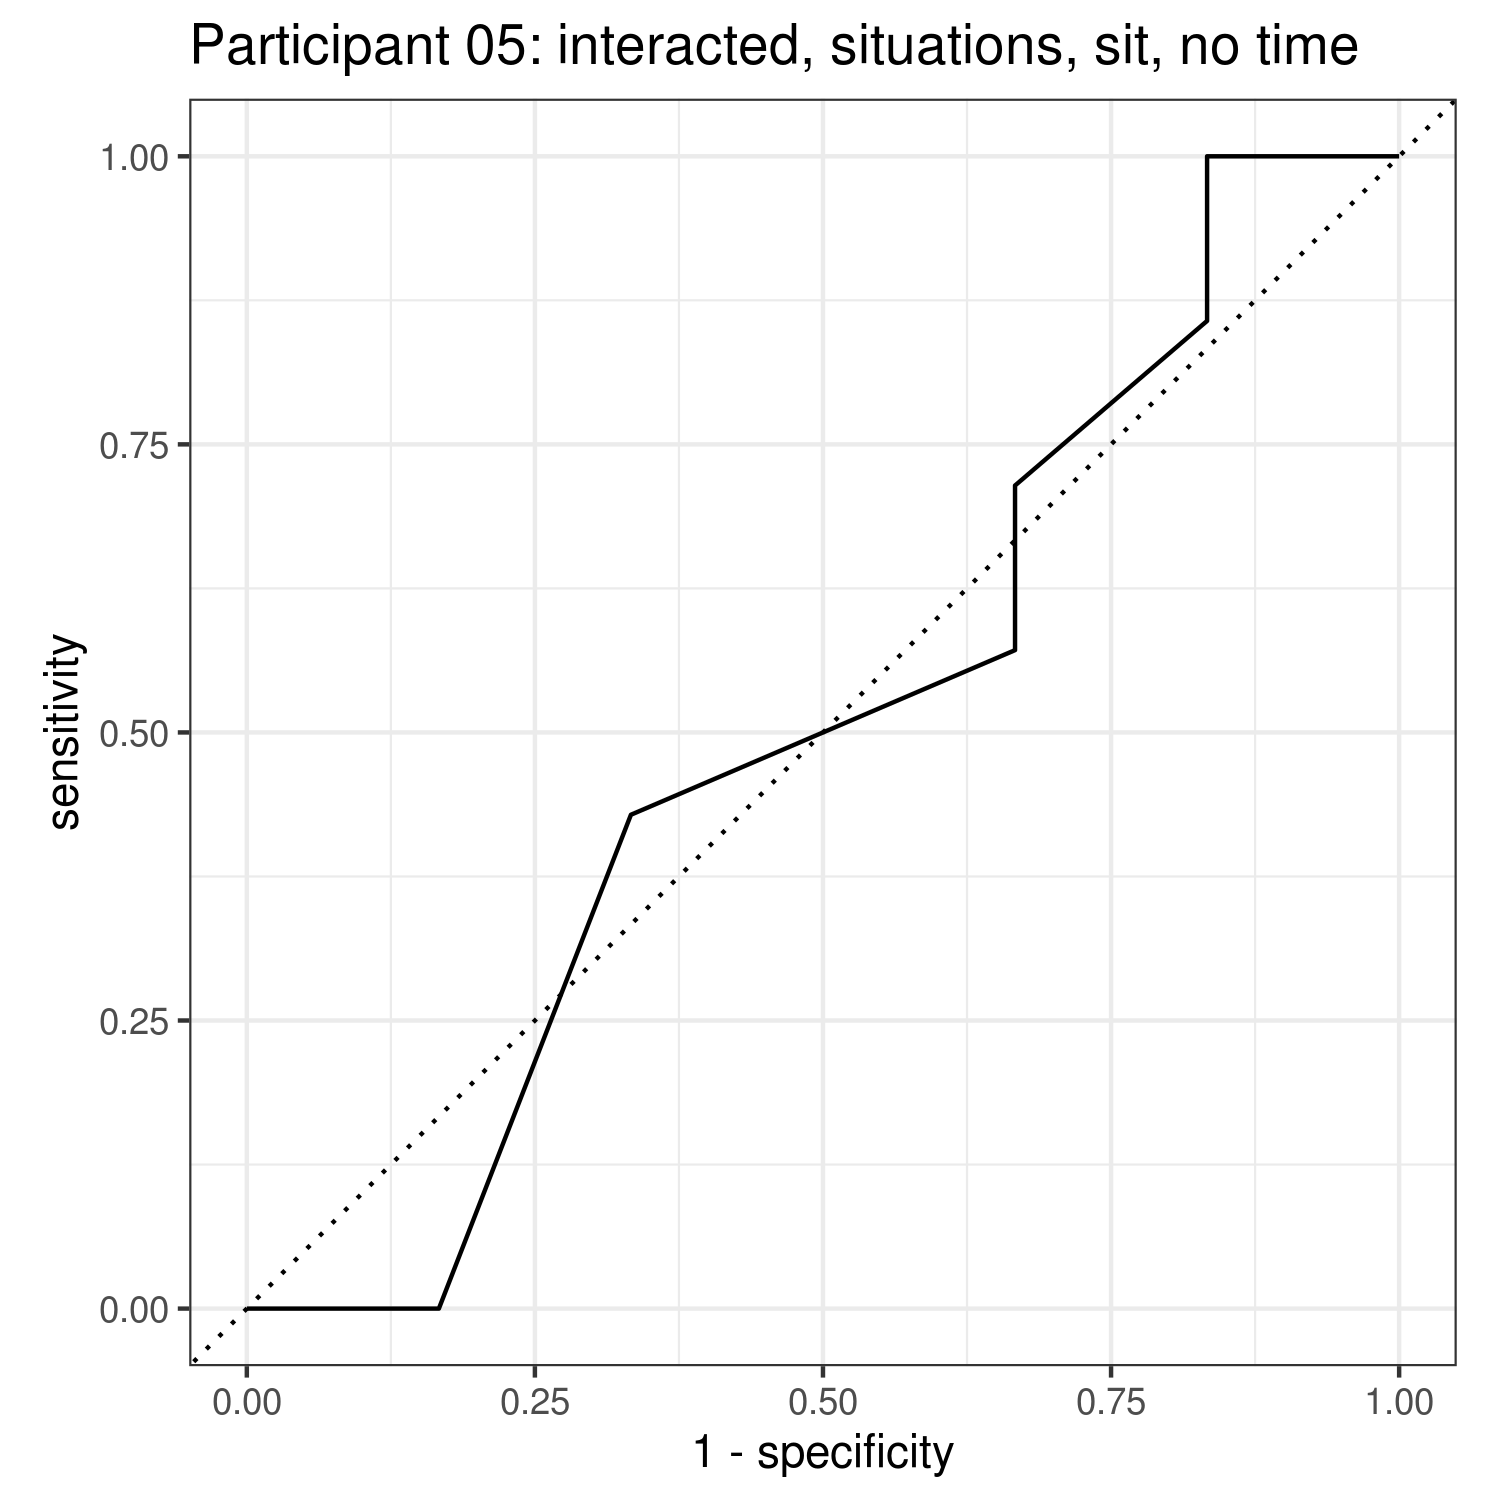 Participant 05: interacted, situations, sit, no time
1.00
0.75
0.50
0.25
0.00
sensitivity
0.00 0.25 0.50 0.75 1.00
1 - specificity